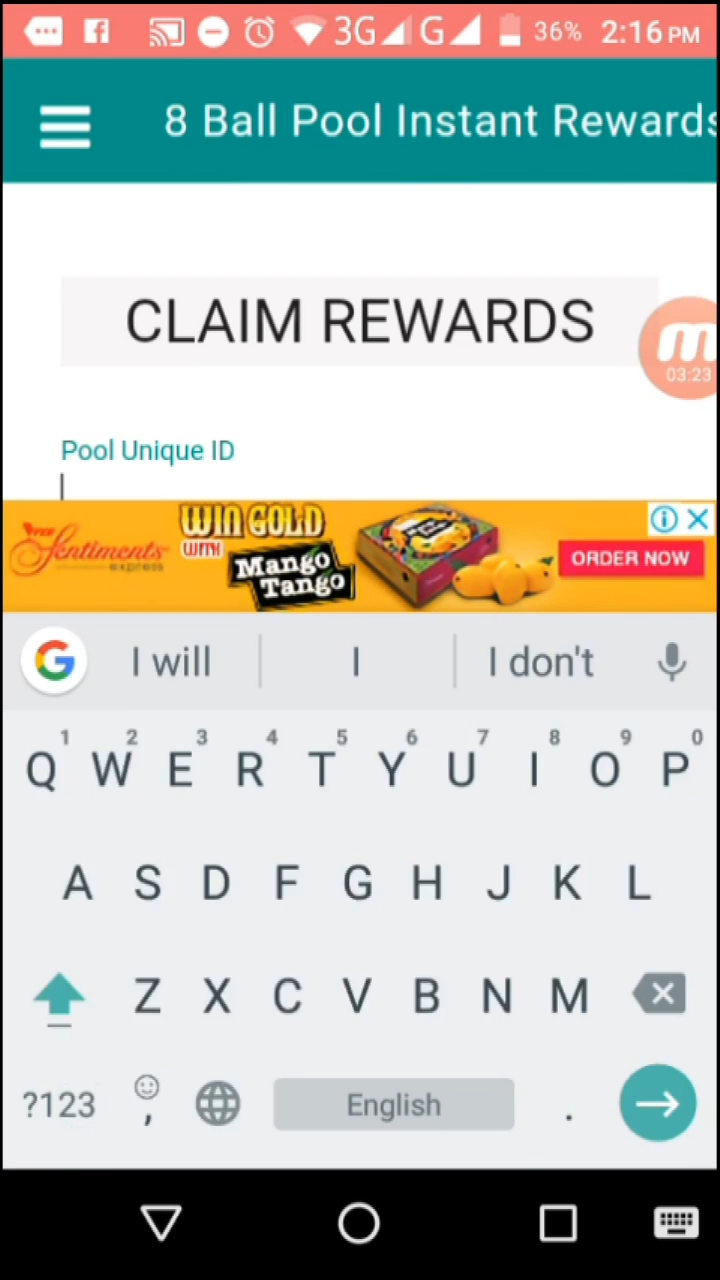 3G G 36% 2:16 PM
8 Ball Pool Instant Rewards
CLAIM REWARDS
m
03:23
Pool Unique ID
Sentiments
express
WIN GOLD
WITH
Mango
Tango
ORDER NOW
G I will I I don't
1 2 3 4 5 6 7 8 9 0
Q W E R T Y U I O P
A S D F G H J K L
Z X C V B N M
?123 , English .